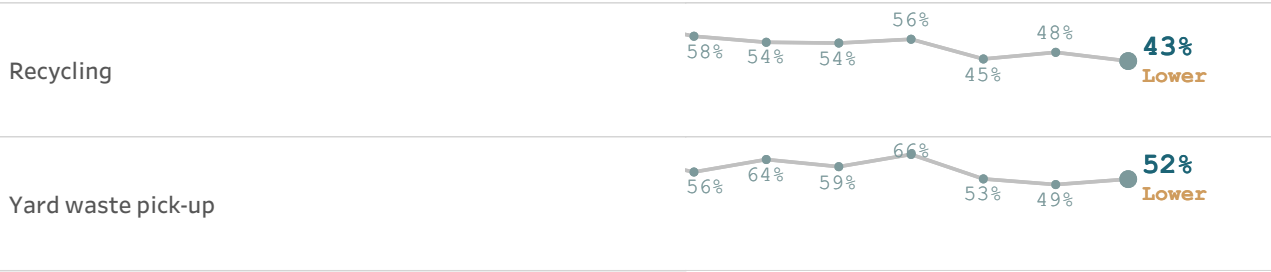 56%
48%
43%
58% 54% 54%
45%
Lower
Recycling
66%
52%
56% 64% 59%
53% 49%
Lower
Yard waste pick-up